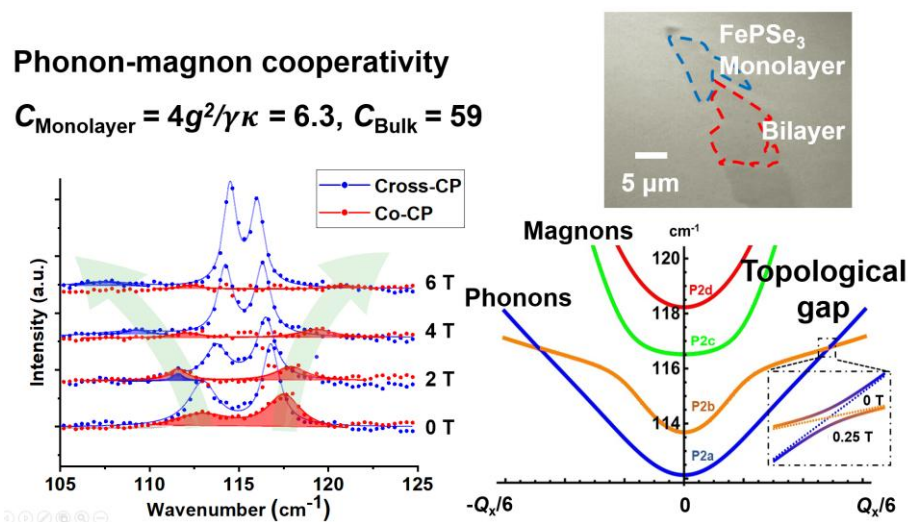 Phonon-magnon cooperativity
C_Monolayer = 4g²/γκ = 6.3, C_Bulk = 59
Intensity (a.u.)
Cross-CP
Co-CP
6 T
4 T
2 T
0 T
105 110 115 120 125
Wavenumber (cm⁻¹)
FePSe₃
Monolayer
Bilayer
5 μm
Magnons
Phonons
cm⁻¹
Topological
gap
120
118
116
114
P2d
P2c
P2b
P2a
0 T
0.25 T
-Qₓ/6 0 Qₓ/6